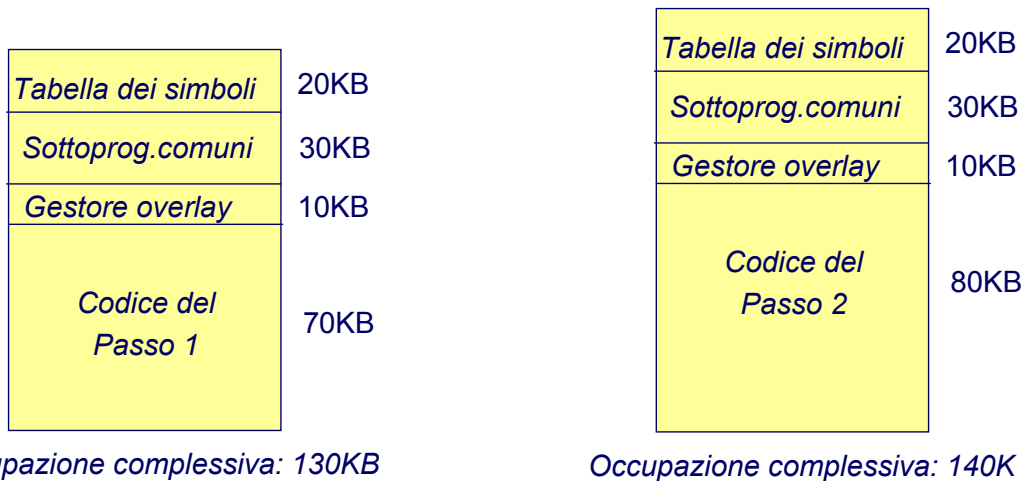 Tabella dei simboli 20KB
Sottoprog.comuni 30KB
Gestore overlay 10KB
Codice del
Passo 1
70KB
upazione complessiva: 130KB
Tabella dei simboli 20KB
Sottoprog.comuni 30KB
Gestore overlay 10KB
Codice del
Passo 2
80KB
Occupazione complessiva: 140K